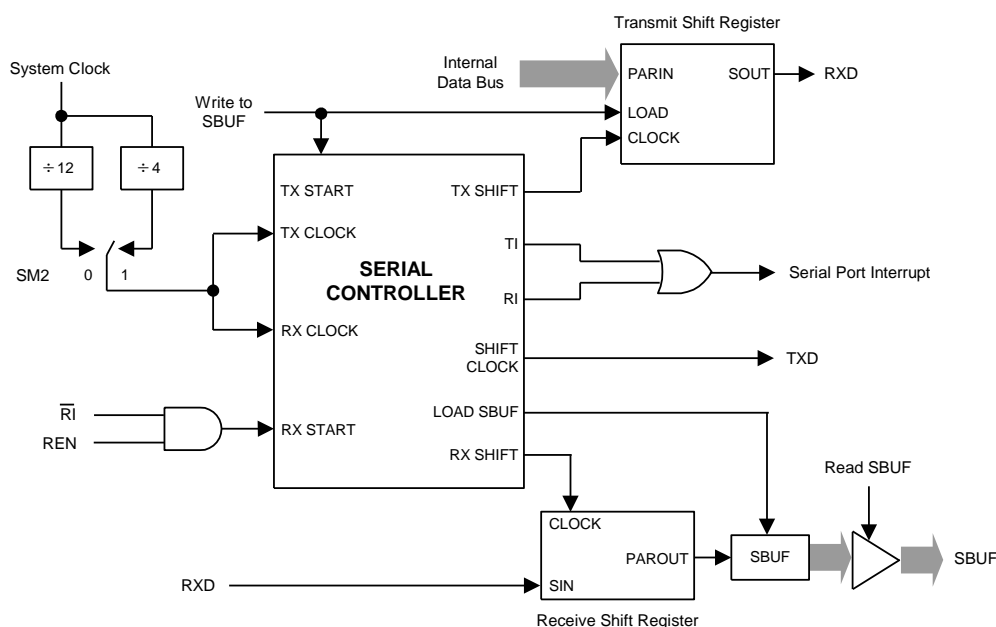 Transmit Shift Register
System Clock
Internal
Data Bus
PARIN
SOUT
RXD
Write to
SBUF
LOAD
CLOCK
÷12
÷4
TX START
TX SHIFT
TX CLOCK
TI
SERIAL
CONTROLLER
Serial Port Interrupt
SM2
0
1
RI
RX CLOCK
SHIFT
CLOCK
TXD
R̅I̅
REN
RX START
LOAD SBUF
RX SHIFT
Read SBUF
CLOCK
PAROUT
SBUF
SBUF
RXD
SIN
Receive Shift Register